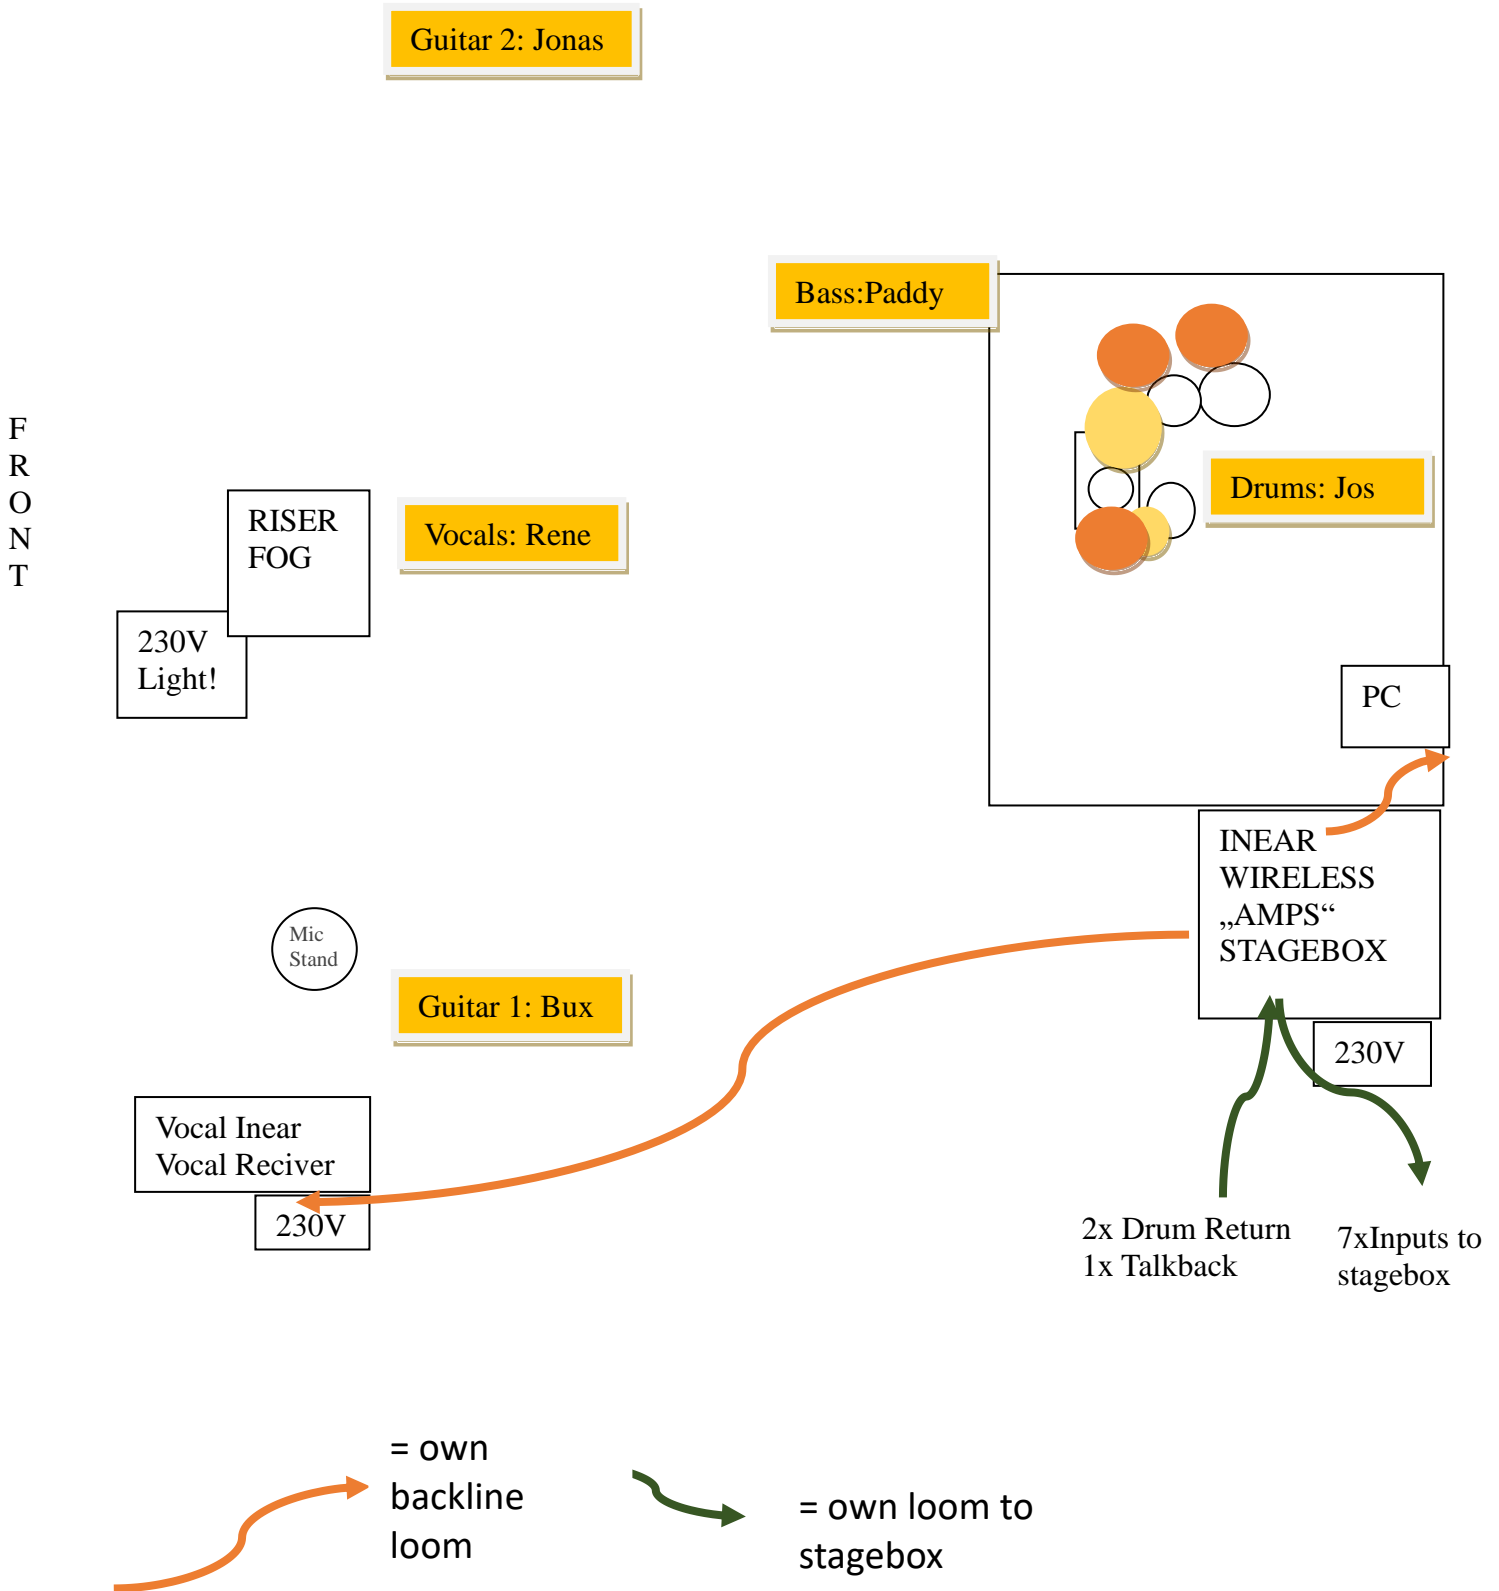 Guitar 2: Jonas
Bass:Paddy
F
R
O
N
T
Drums: Jos
RISER
FOG
Vocals: Rene
230V
Light!
PC
INEAR
WIRELESS
„AMPS“
STAGEBOX
Mic
Stand
Guitar 1: Bux
230V
Vocal Inear
Vocal Reciver
230V
2x Drum Return
1x Talkback
7xInputs to
stagebox
= own
backline
loom
= own loom to
stagebox